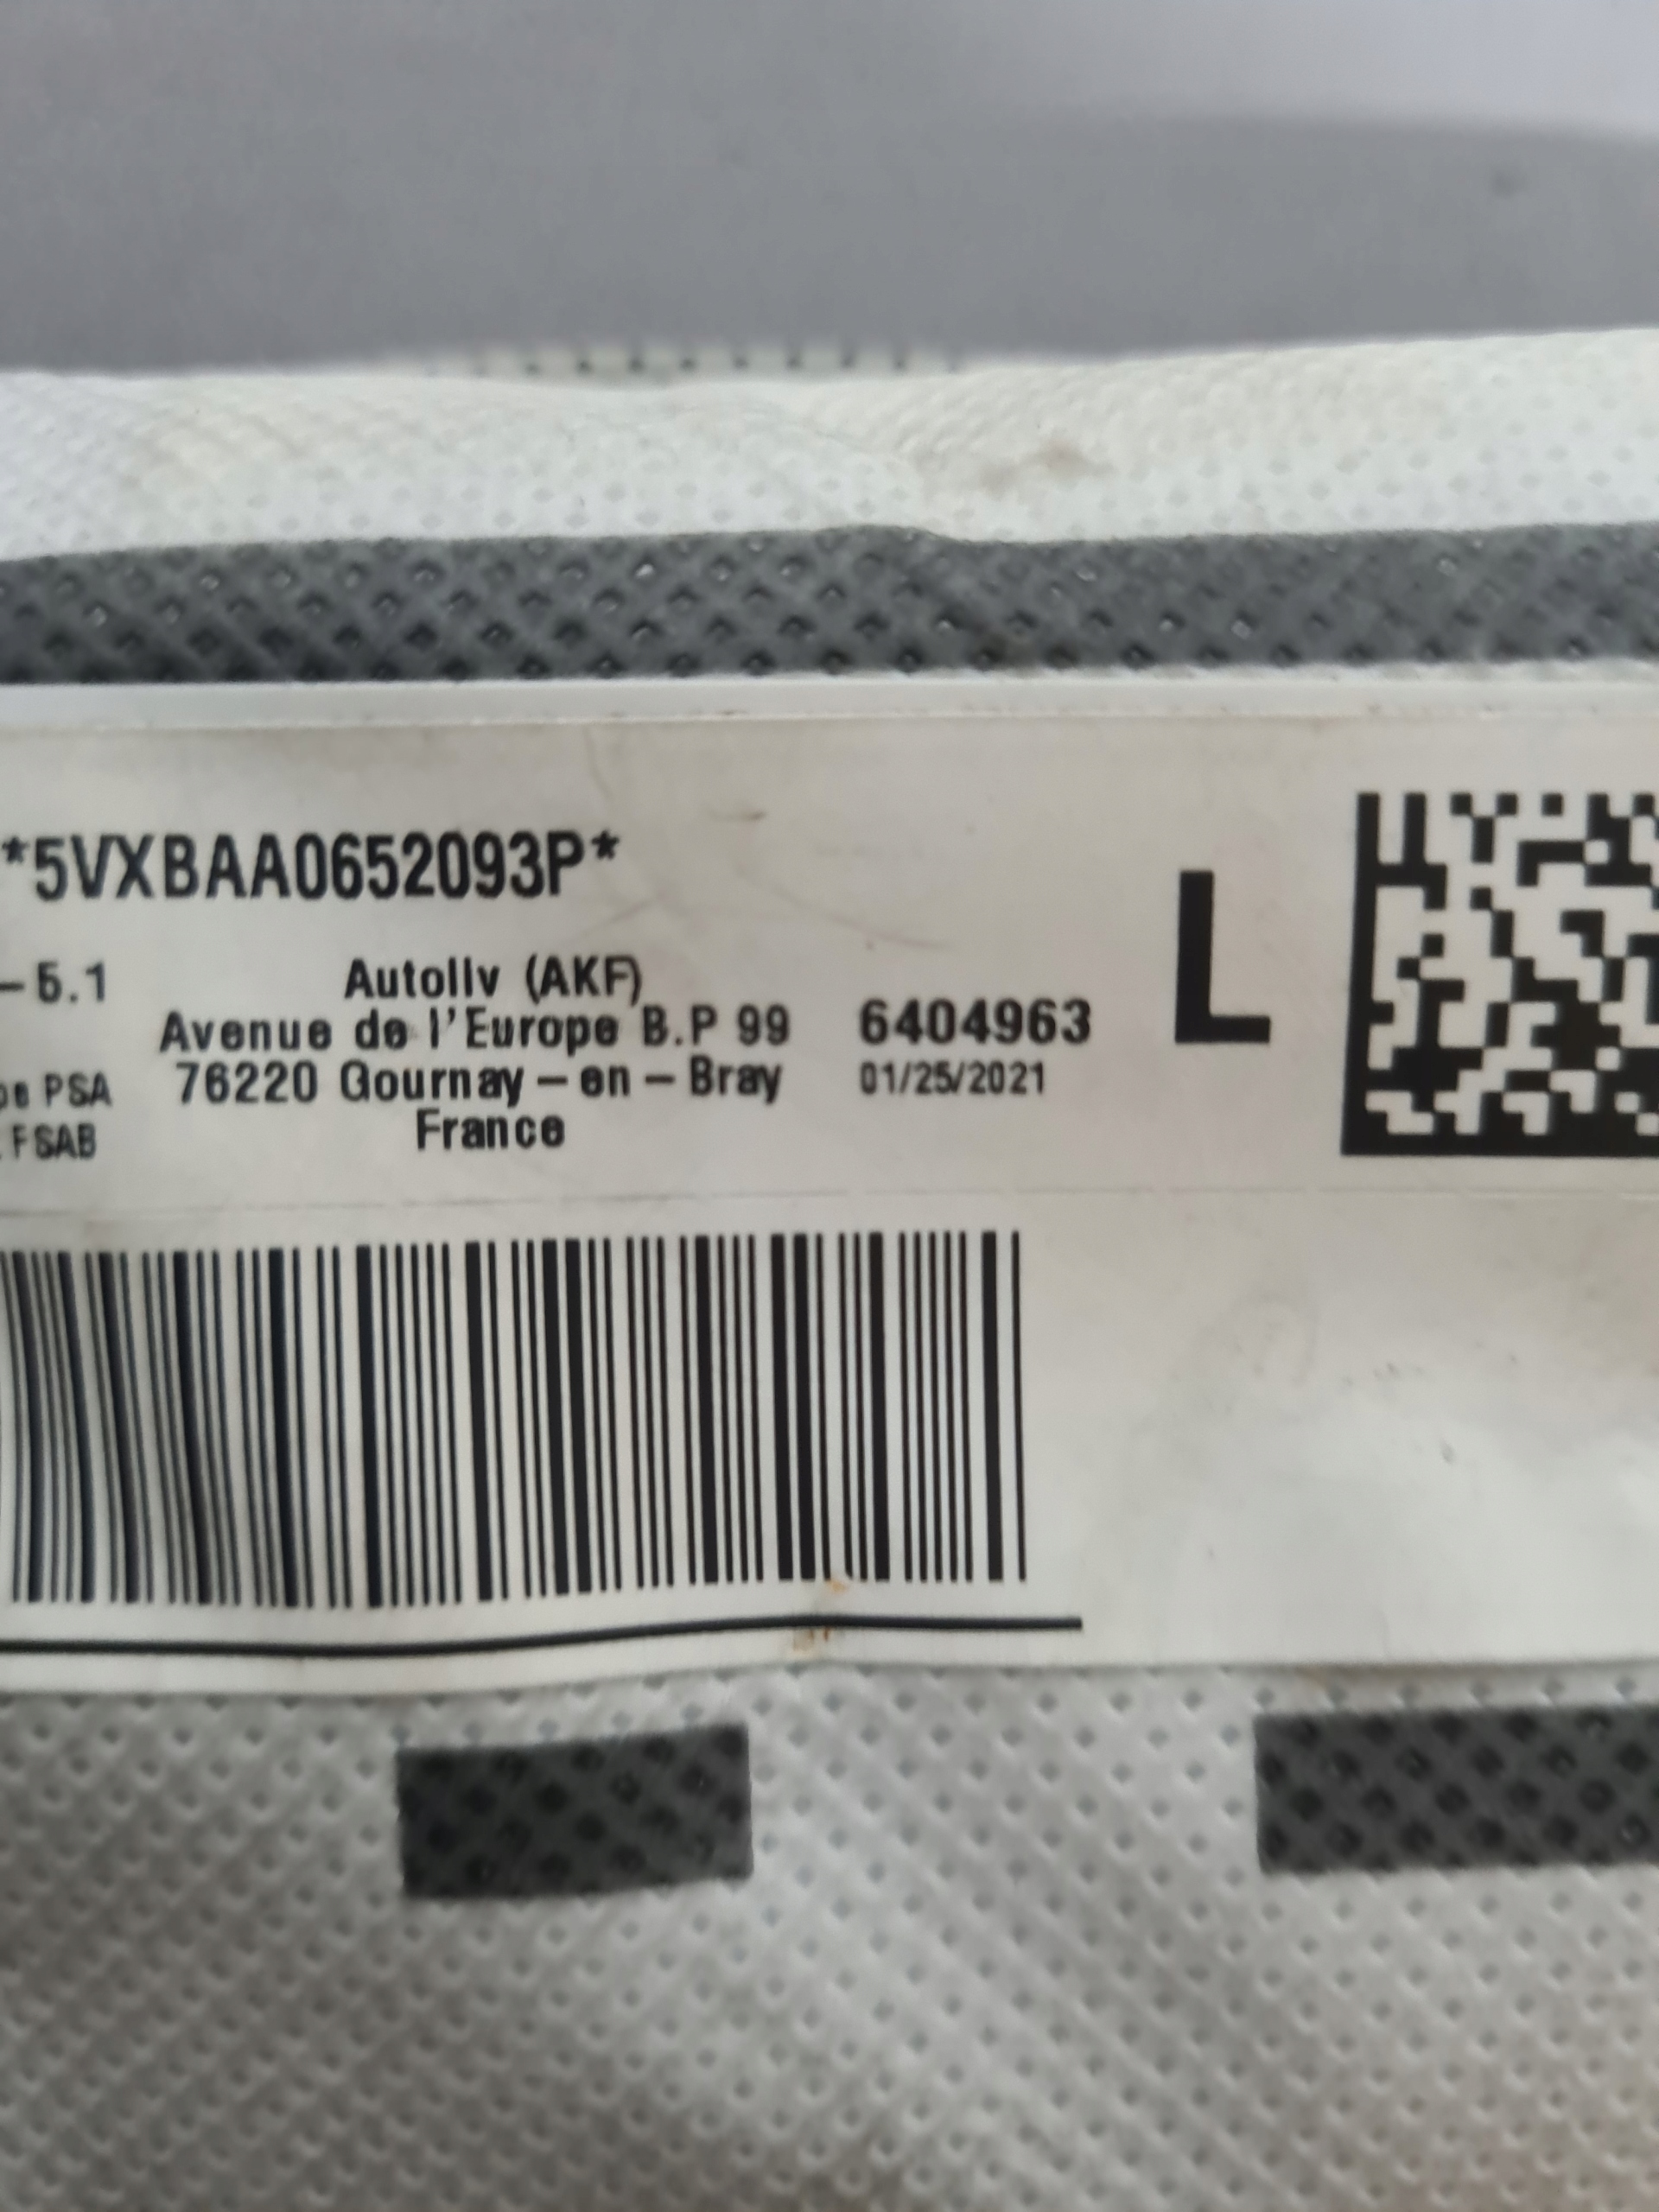 *5VXBAA0652093P*
-5.1
Autoliv (AKF)
Avenue de l'Europe B.P 99
6404963
L
PSA
76220 Gournay-en-Bray
01/25/2021
FSAB
France